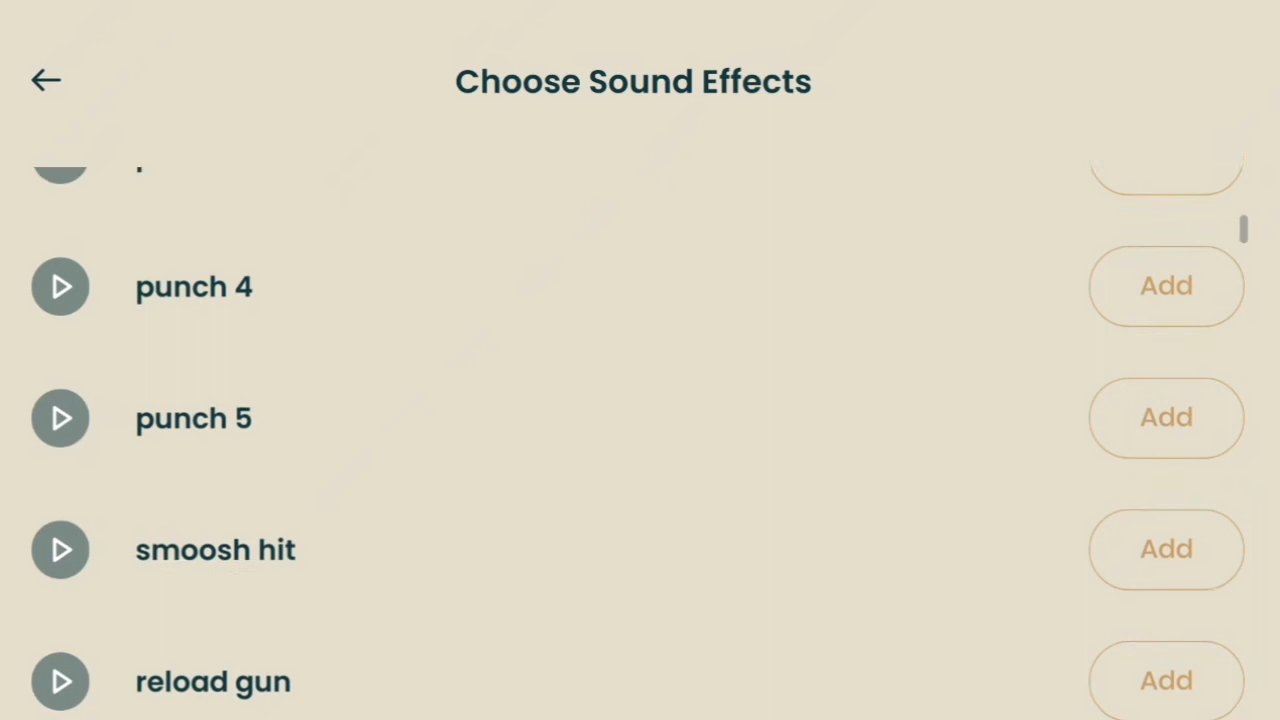 Choose Sound Effects
punch 4
Add
punch 5
Add
smoosh hit
Add
reload gun
Add